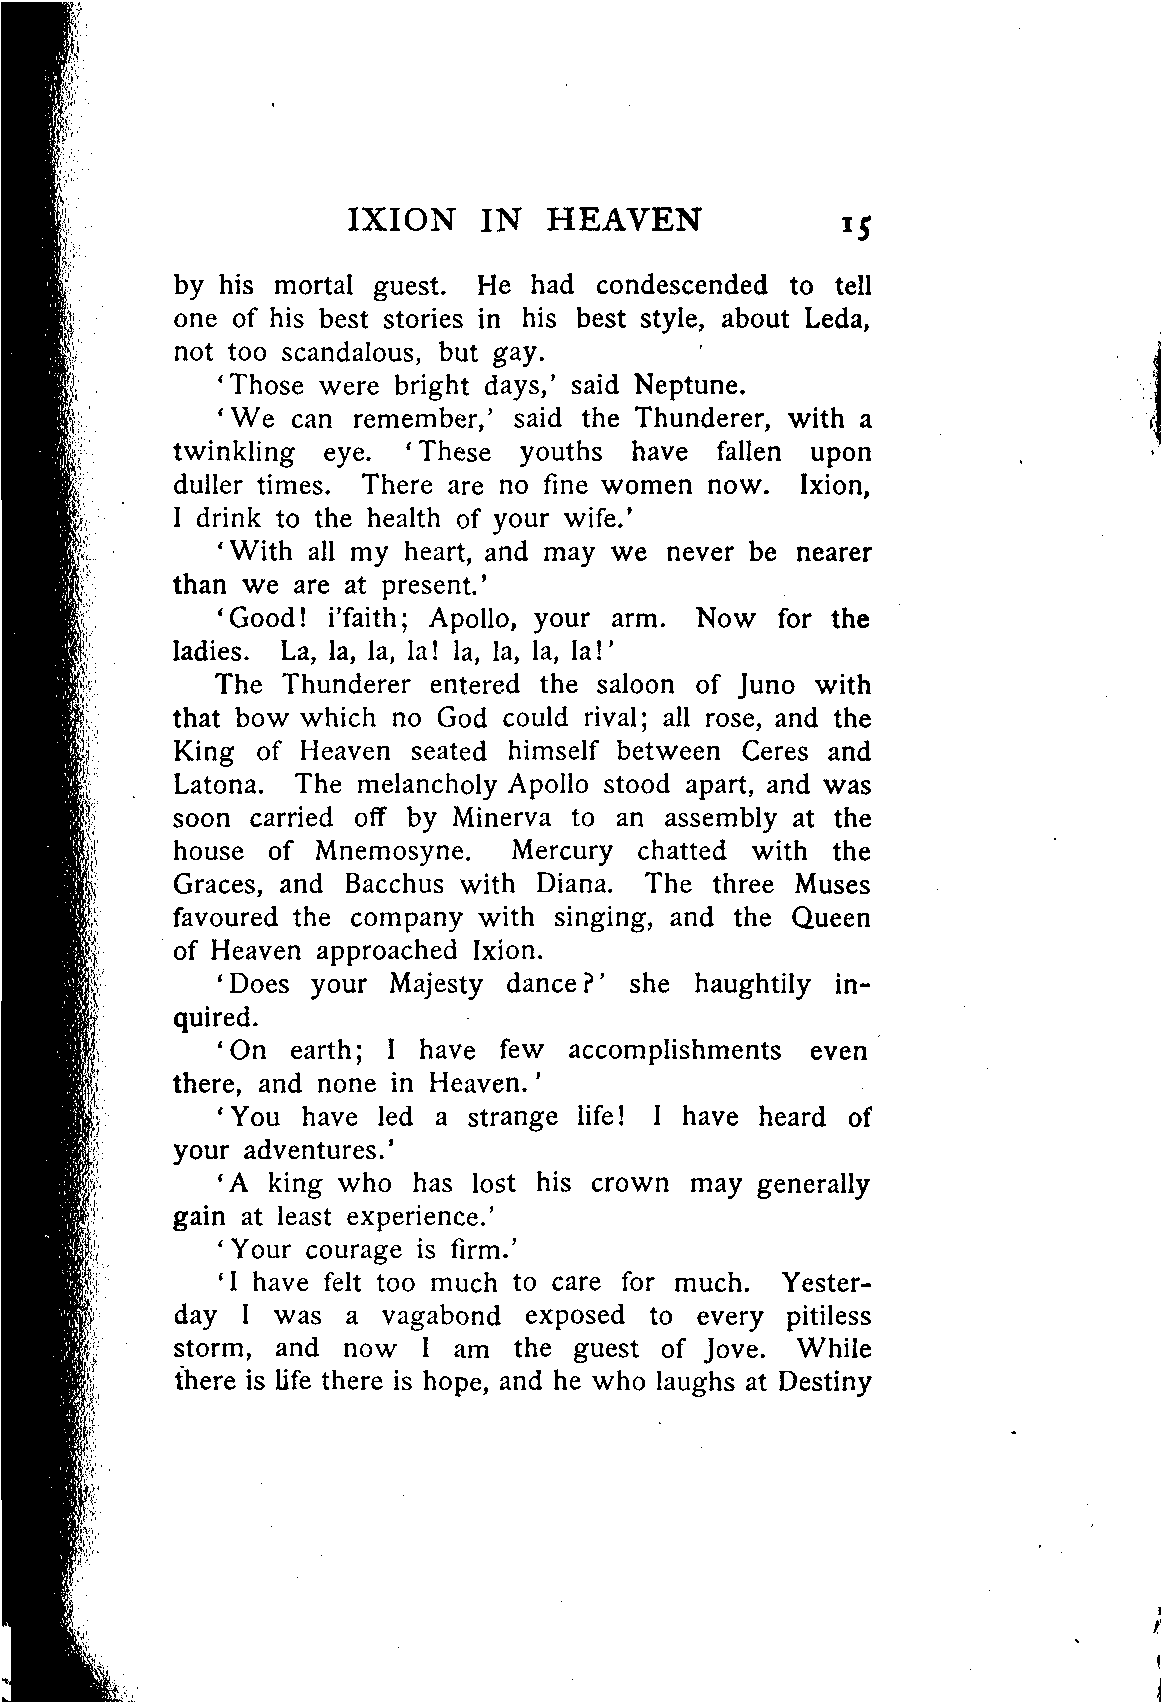 IXION IN HEAVEN 15
by his mortal guest. He had condescended to tell
one of his best stories in his best style, about Leda,
not too scandalous, but gay.
‘Those were bright days,’ said Neptune.
‘We can remember,’ said the Thunderer, with a
twinkling eye. ‘These youths have fallen upon
duller times. There are no fine women now. Ixion,
I drink to the health of your wife.’
‘With all my heart, and may we never be nearer
than we are at present.’
‘Good! i’faith; Apollo, your arm. Now for the
ladies. La, la, la, la! la, la, la, la!’
The Thunderer entered the saloon of Juno with
that bow which no God could rival; all rose, and the
King of Heaven seated himself between Ceres and
Latona. The melancholy Apollo stood apart, and was
soon carried off by Minerva to an assembly at the
house of Mnemosyne. Mercury chatted with the
Graces, and Bacchus with Diana. The three Muses
favoured the company with singing, and the Queen
of Heaven approached Ixion.
‘Does your Majesty dance?’ she haughtily in-
quired.
‘On earth; I have few accomplishments even
there, and none in Heaven.’
‘You have led a strange life! I have heard of
your adventures.’
‘A king who has lost his crown may generally
gain at least experience.’
‘Your courage is firm.’
‘I have felt too much to care for much. Yester-
day I was a vagabond exposed to every pitiless
storm, and now I am the guest of Jove. While
there is life there is hope, and he who laughs at Destiny